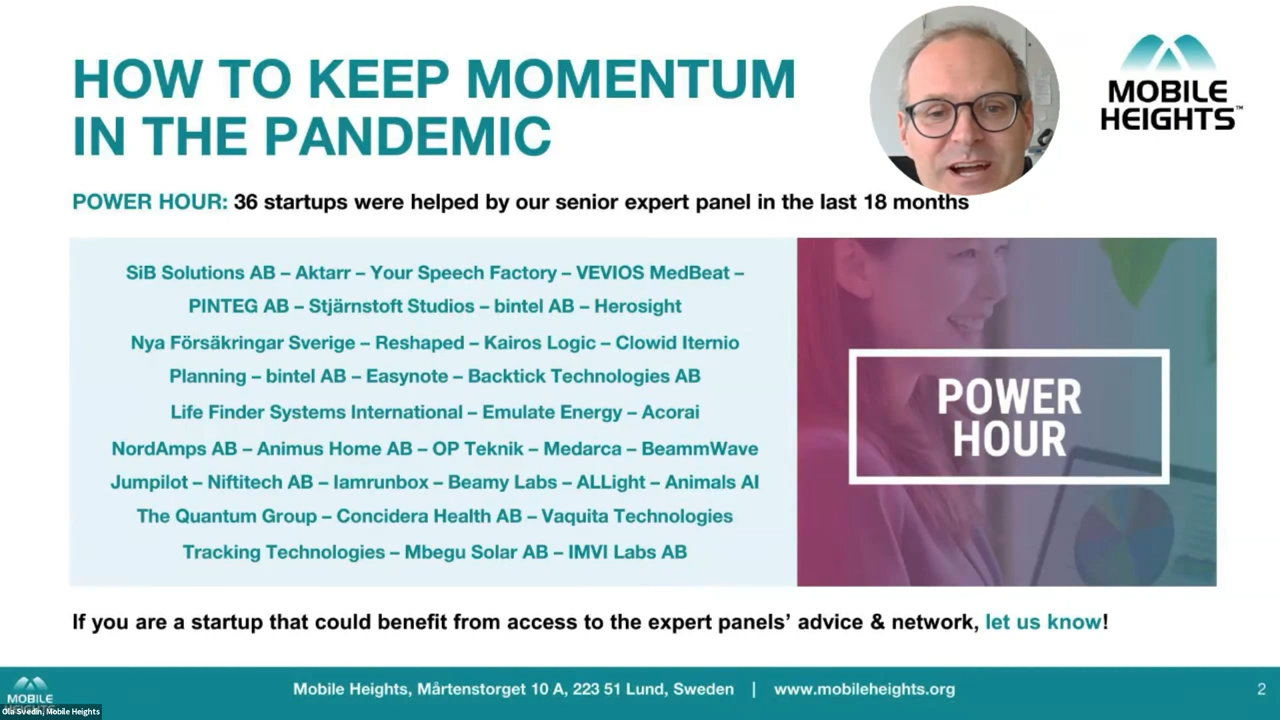 HOW TO KEEP MOMENTUM
IN THE PANDEMIC
MOBILE
HEIGHTS™
POWER HOUR: 36 startups were helped by our senior expert panel in the last 18 months
SiB Solutions AB – Aktarr – Your Speech Factory – VEVIOS MedBeat –
PINTEG AB – Stjärnstoft Studios – bintel AB – Herosight
Nya Försäkringar Sverige – Reshaped – Kairos Logic – Clowid Iternio
Planning – bintel AB – Easynote – Backtick Technologies AB
Life Finder Systems International – Emulate Energy – Acorai
NordAmps AB – Animus Home AB – OP Teknik – Medarca – BeammWave
Jumpilot – Niftitech AB – Iamrunbox – Beamy Labs – ALLight – Animals AI
The Quantum Group – Concidera Health AB – Vaquita Technologies
Tracking Technologies – Mbegu Solar AB – IMVI Labs AB
POWER
HOUR
If you are a startup that could benefit from access to the expert panels’ advice & network, let us know!
MOBILE
Mobile Heights, Mårtenstorget 10 A, 223 51 Lund, Sweden | www.mobileheights.org
2
Ola Svedin, Mobile Heights